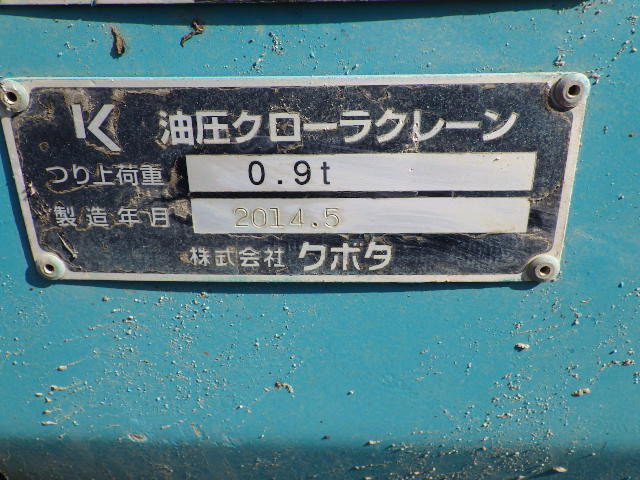 K 油圧クローラクレーン
つり上荷重 0.9t
製造年月 2014.5
株式会社 クボタ